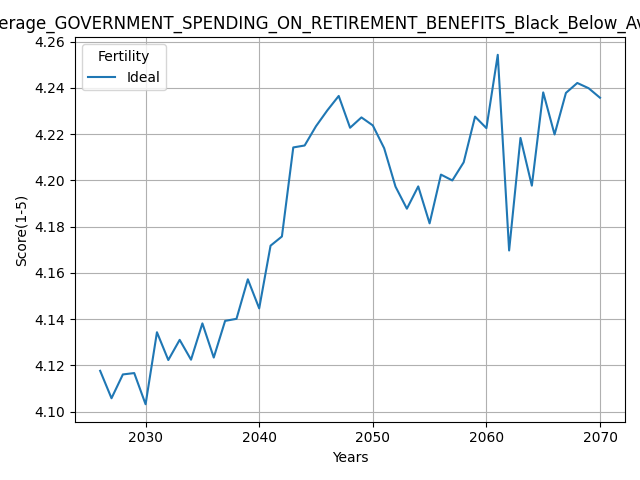 erage_GOVERNMENT_SPENDING_ON_RETIREMENT_BENEFITS_Black_Below_Av
4.26
4.24
4.22
4.20
4.18
4.16
4.14
4.12
4.10
Score(1-5)
Fertility
Ideal
2030 2040 2050 2060 2070
Years